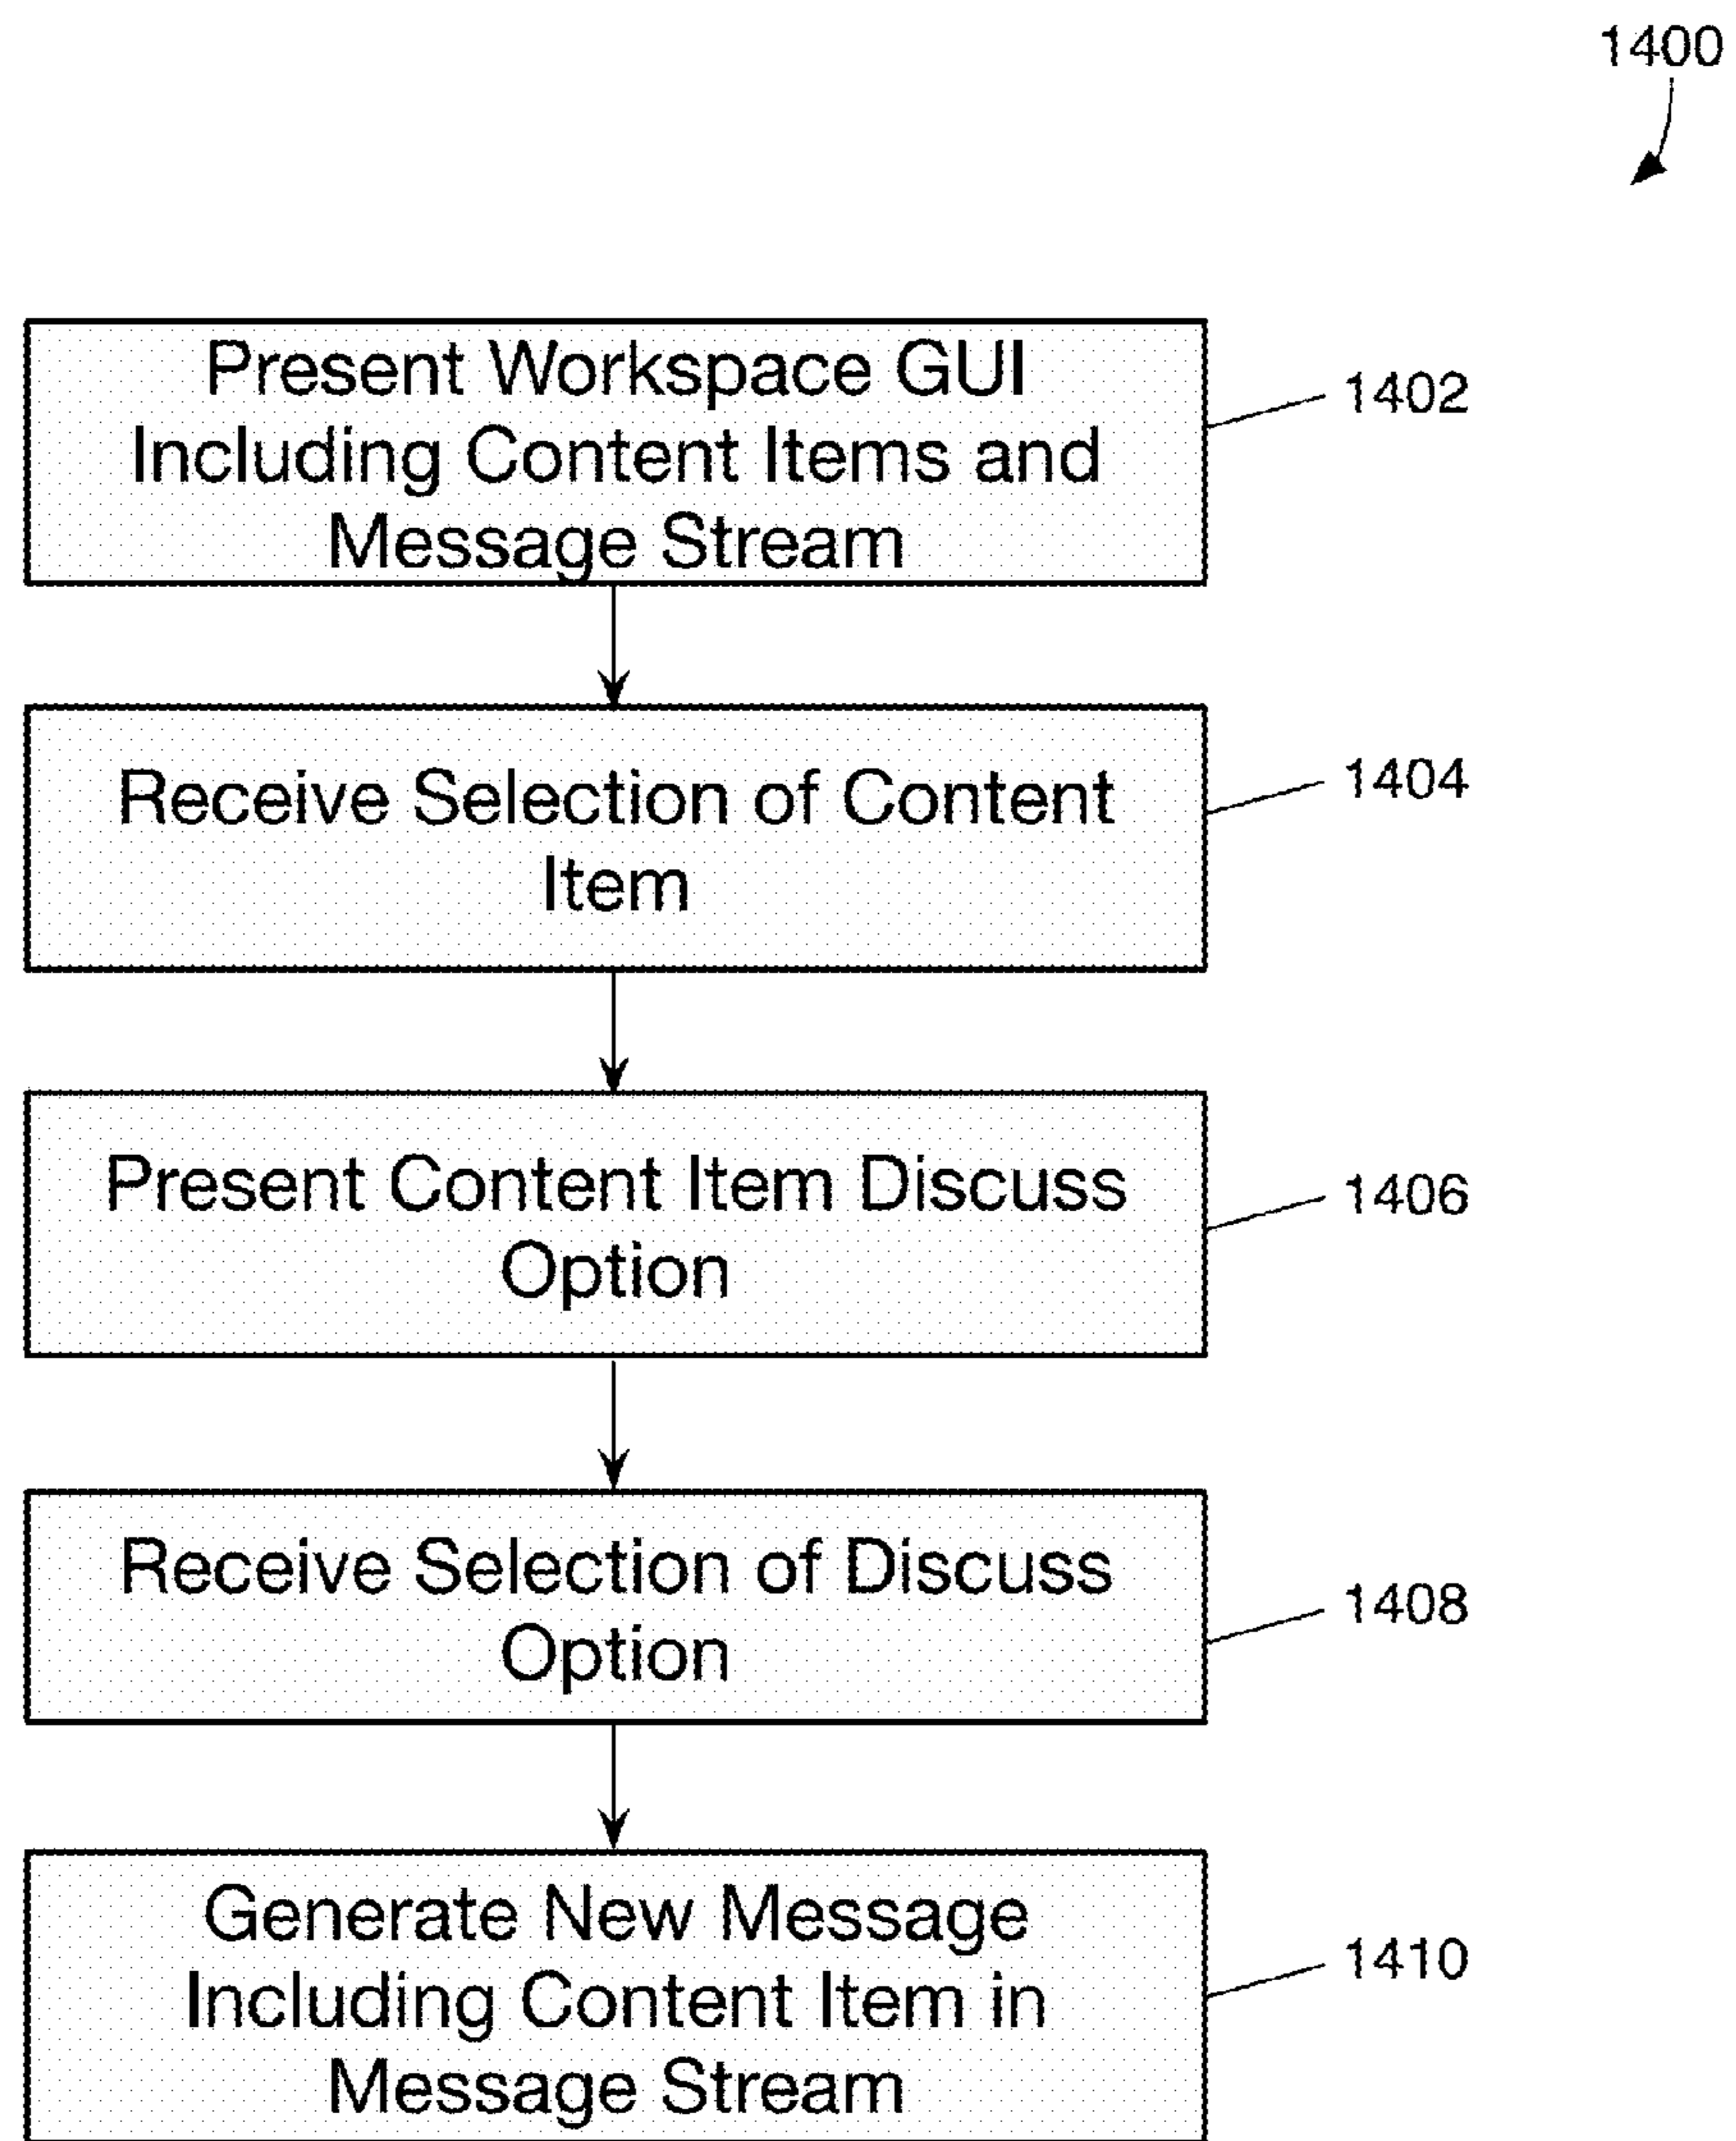 1400
Present Workspace GUI
Including Content Items and
Message Stream
1402
Receive Selection of Content
Item
1404
Present Content Item Discuss
Option
1406
Receive Selection of Discuss
Option
1408
Generate New Message
Including Content Item in
Message Stream
1410